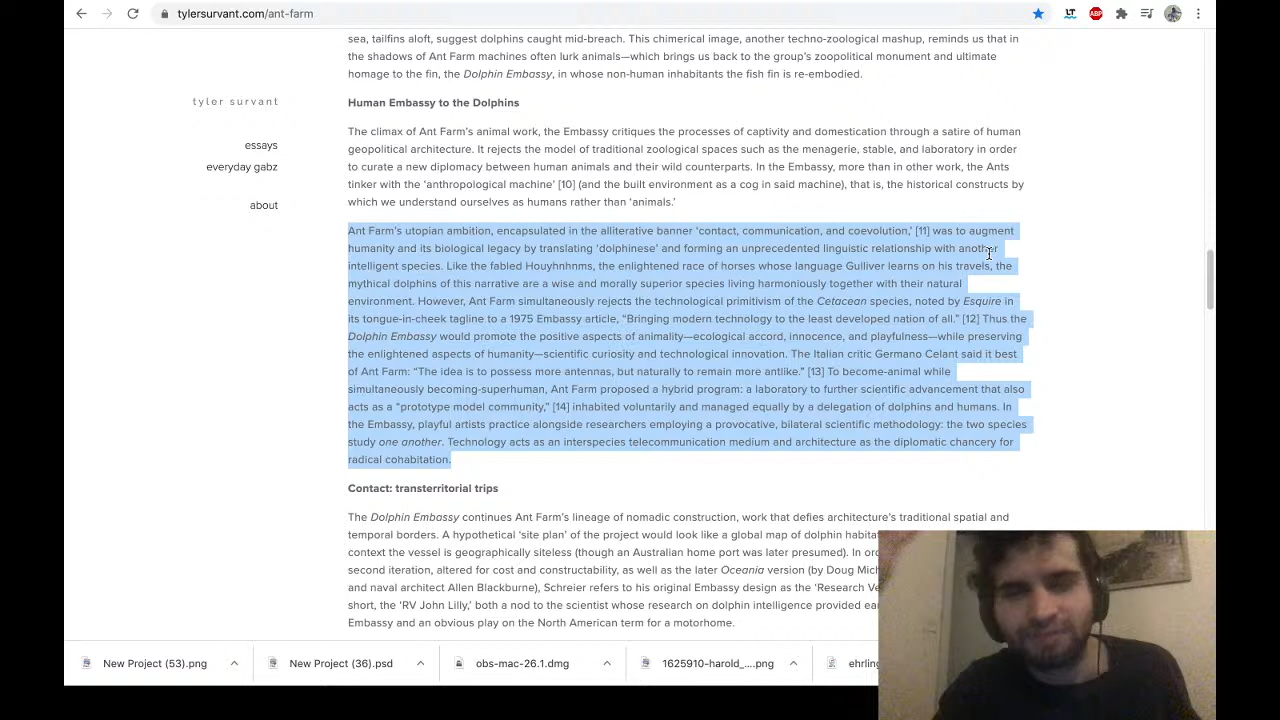 tylersurvant.com/ant-farm
LT
ABP
sea, tailfins aloft, suggest dolphins caught mid-breach. This chimerical image, another techno-zoological mashup, reminds us that in
the shadows of Ant Farm machines often lurk animals—which brings us back to the group's zoopolitical monument and ultimate
homage to the fin, the Dolphin Embassy, in whose non-human inhabitants the fish fin is re-embodied.
tyler survant
essays
everyday gabz
about
Human Embassy to the Dolphins
The climax of Ant Farm's animal work, the Embassy critiques the processes of captivity and domestication through a satire of human
geopolitical architecture. It rejects the model of traditional zoological spaces such as the menagerie, stable, and laboratory in order
to curate a new diplomacy between human animals and their wild counterparts. In the Embassy, more than in other work, the Ants
tinker with the 'anthropological machine' [10] (and the built environment as a cog in said machine), that is, the historical constructs by
which we understand ourselves as humans rather than 'animals.'
Ant Farm's utopian ambition, encapsulated in the alliterative banner 'contact, communication, and coevolution,' [11] was to augment
humanity and its biological legacy by translating 'dolphinese' and forming an unprecedented linguistic relationship with another
intelligent species. Like the fabled Houyhnhnms, the enlightened race of horses whose language Gulliver learns on his travels, the
mythical dolphins of this narrative are a wise and morally superior species living harmoniously together with their natural
environment. However, Ant Farm simultaneously rejects the technological primitivism of the Cetacean species, noted by Esquire in
its tongue-in-cheek tagline to a 1975 Embassy article, “Bringing modern technology to the least developed nation of all.” [12] Thus the
Dolphin Embassy would promote the positive aspects of animality—ecological accord, innocence, and playfulness—while preserving
the enlightened aspects of humanity—scientific curiosity and technological innovation. The Italian critic Germano Celant said it best
of Ant Farm: “The idea is to possess more antennas, but naturally to remain more antlike.” [13] To become-animal while
simultaneously becoming-superhuman, Ant Farm proposed a hybrid program: a laboratory to further scientific advancement that also
acts as a “prototype model community,” [14] inhabited voluntarily and managed equally by a delegation of dolphins and humans. In
the Embassy, playful artists practice alongside researchers employing a provocative, bilateral scientific methodology: the two species
study one another. Technology acts as an interspecies telecommunication medium and architecture as the diplomatic chancery for
radical cohabitation.
Contact: transterritorial trips
The Dolphin Embassy continues Ant Farm's lineage of nomadic construction, work that defies architecture's traditional spatial and
temporal borders. A hypothetical 'site plan' of the project would look like a global map of dolphin habitat
context the vessel is geographically siteless (though an Australian home port was later presumed). In
second iteration, altered for cost and constructability, as well as the later Oceania version (by Doug
and naval architect Allen Blackburne), Schreier refers to his original Embassy design as the 'Research
short, the 'RV John Lilly,' both a nod to the scientist whose research on dolphin intelligence provided
Embassy and an obvious play on the North American term for a motorhome.
New Project (53).png
New Project (36).psd
obs-mac-26.1.dmg
1625910-harold_....png
ehrling